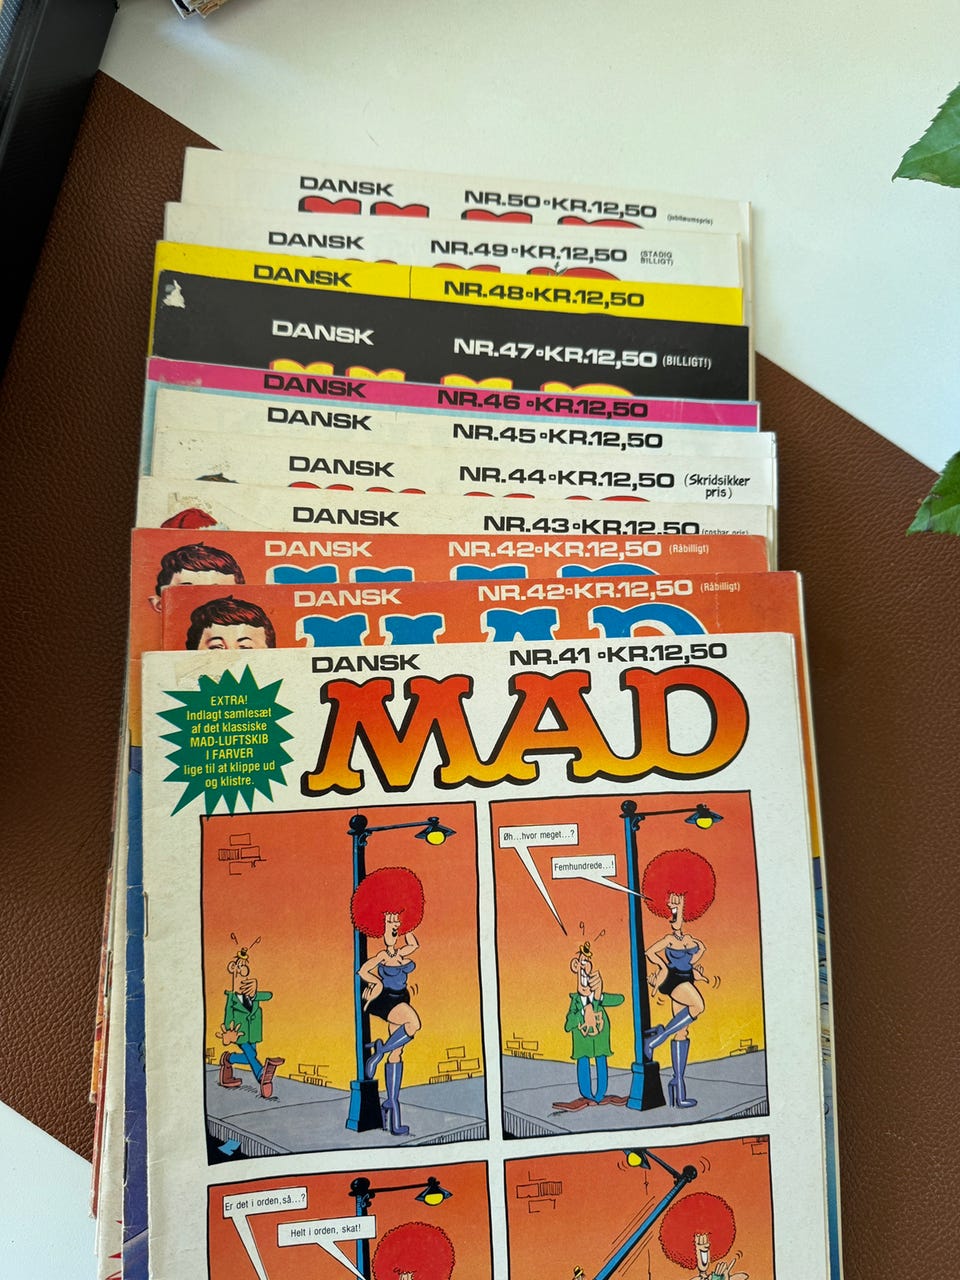 DANSK NR.50-KR.12,50 (jubilæumspris)
DANSK NR.49-KR.12,50 (STADIG
BILLIGT)
DANSK NR.48-KR.12,50
DANSK NR.47-KR.12,50 (BILLIGT!)
DANSK NR.46-KR.12,50
DANSK NR.45-KR.12,50
DANSK NR.44-KR.12,50 (Skridsikker
pris)
DANSK NR.43-KR.12,50
DANSK NR.42-KR.12,50 (Råbilligt)
MAD
DANSK NR.42-KR.12,50 (Råbilligt)
MAD
DANSK NR.41-KR.12,50
MAD
EXTRA!
Indlagt samlesæt
af det klassiske
MAD-LUFTSKIB
I FARVER
lige til at klippe ud
og klistre.
Øh...hvor meget...?
Femhundrede...!
Er det i orden,så...?
Helt i orden, skat!